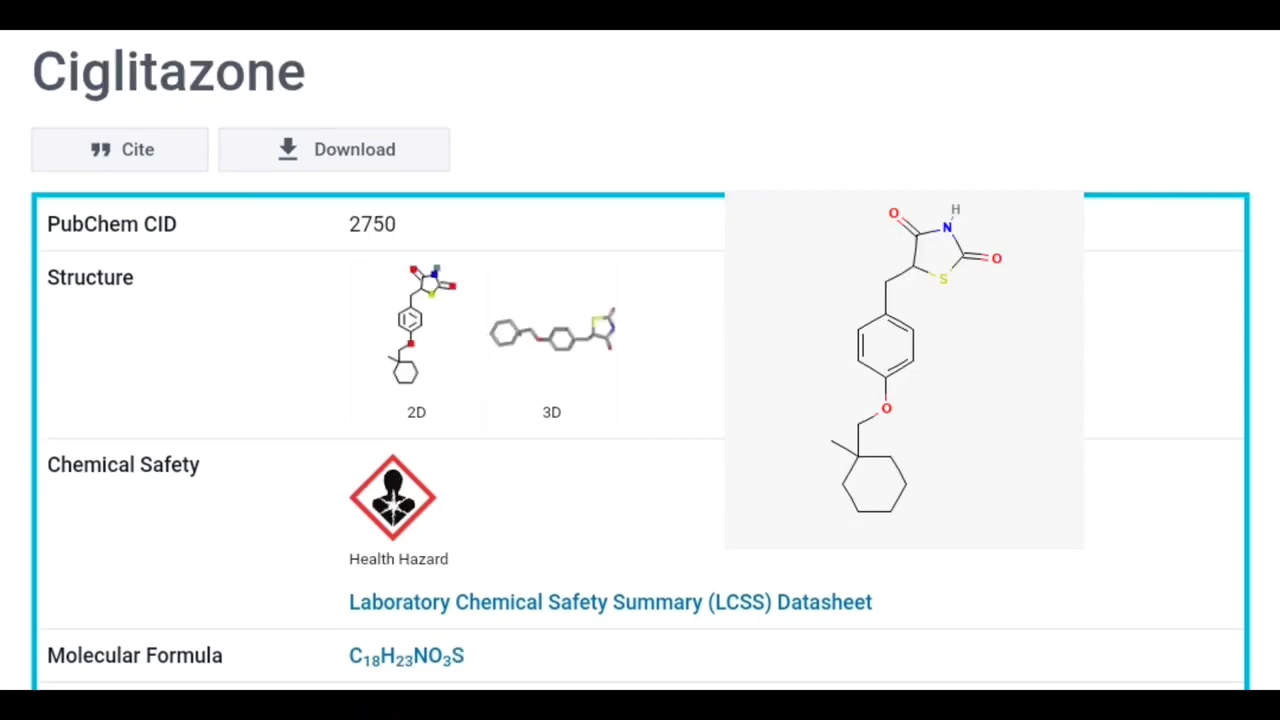 Ciglitazone
Cite
Download
PubChem CID
2750
Structure
2D
3D
O
H
N
O
S
O
Chemical Safety
Health Hazard
Laboratory Chemical Safety Summary (LCSS) Datasheet
Molecular Formula
C₁₈H₂₃NO₃S